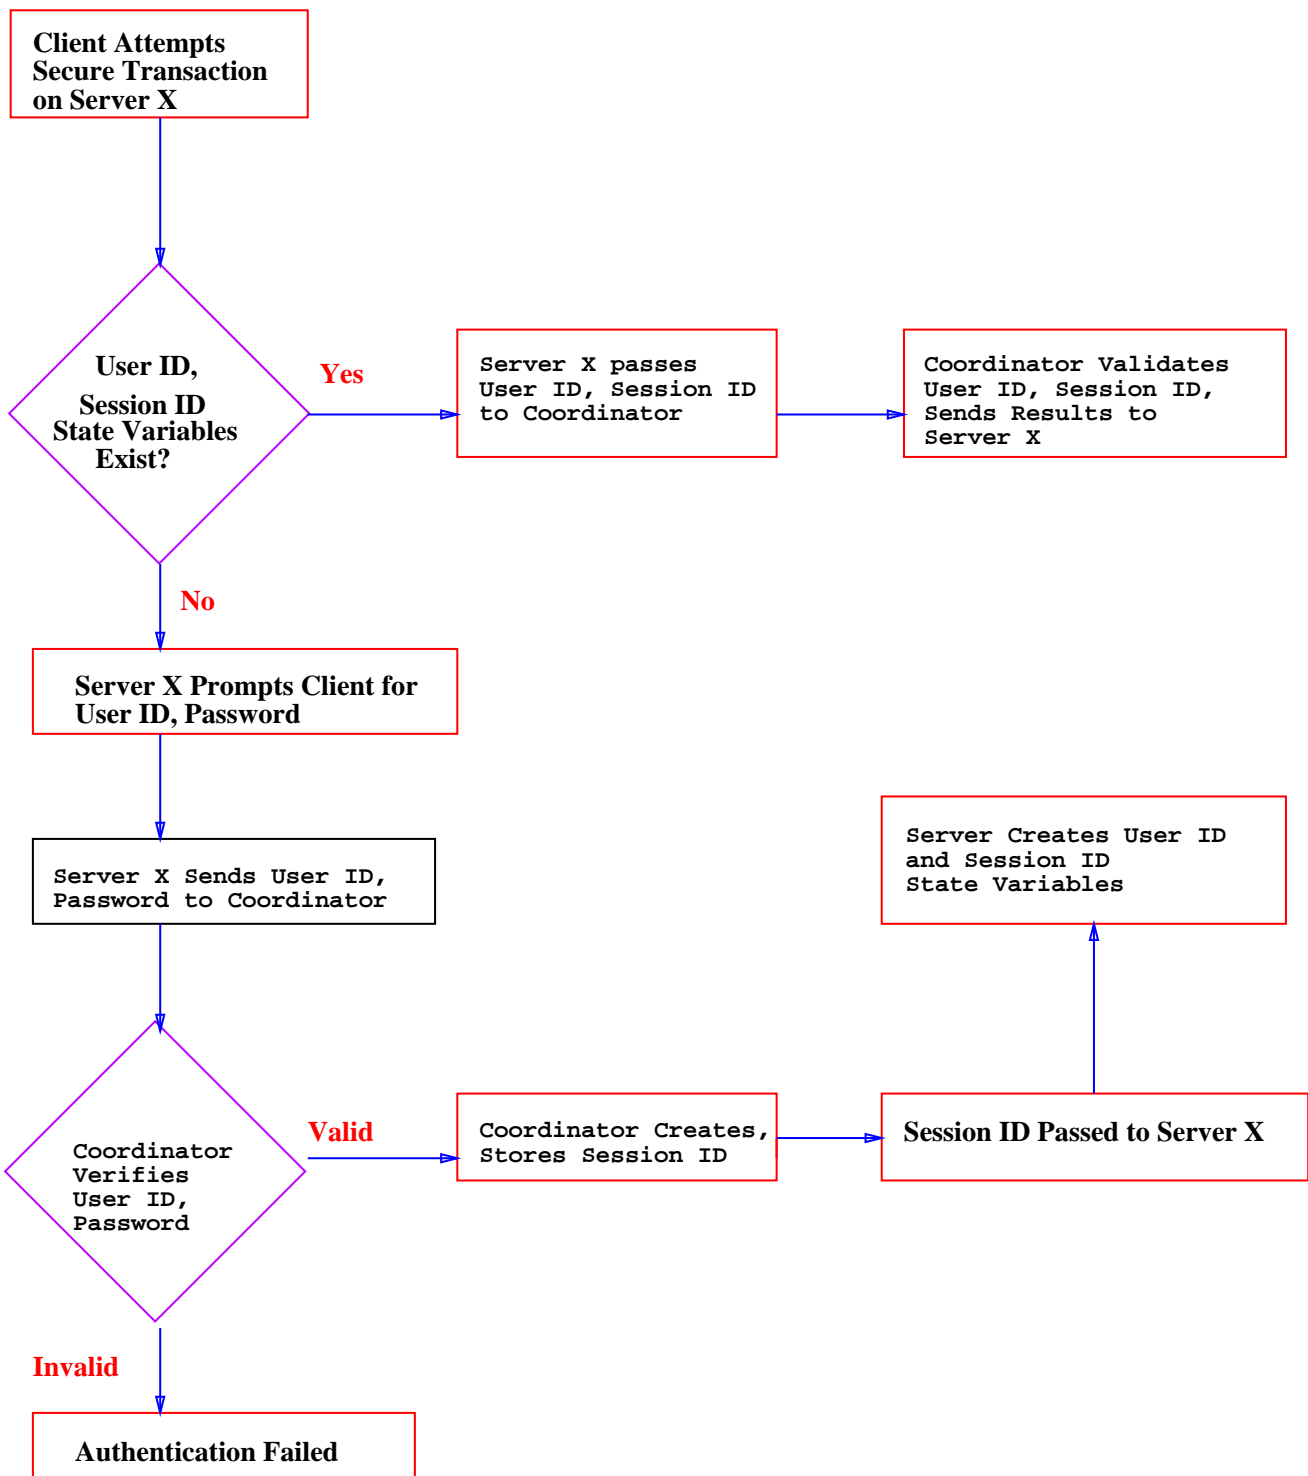 Client Attempts
Secure Transaction
on Server X
User ID,
Session ID
State Variables
Exist?
Yes
Server X passes
User ID, Session ID
to Coordinator
Coordinator Validates
User ID, Session ID,
Sends Results to
Server X
No
Server X Prompts Client for
User ID, Password
Server X Sends User ID,
Password to Coordinator
Server Creates User ID
and Session ID
State Variables
Coordinator
Verifies
User ID,
Password
Valid
Coordinator Creates,
Stores Session ID
Session ID Passed to Server X
Invalid
Authentication Failed